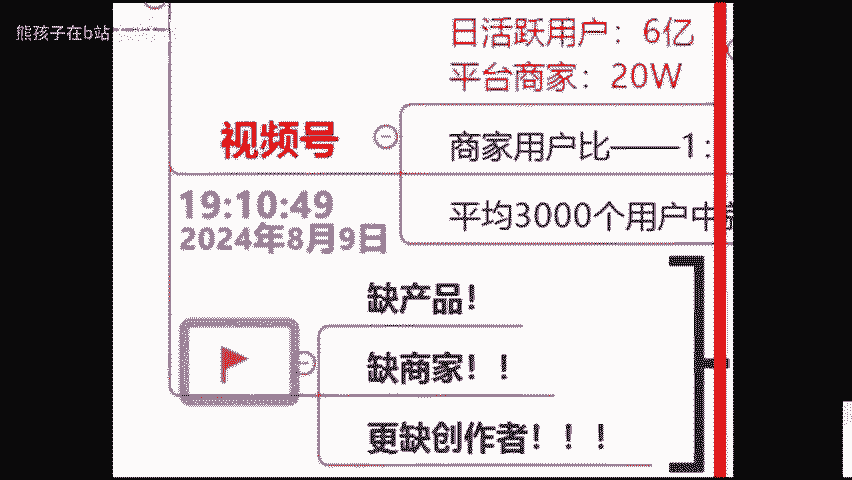 熊孩子在b站
日活跃用户：6亿
平台商家：20W
视频号
商家用户比——1：
19:10:49
2024年8月9日
平均3000个用户中
缺产品！
缺商家！！
更缺创作者！！！